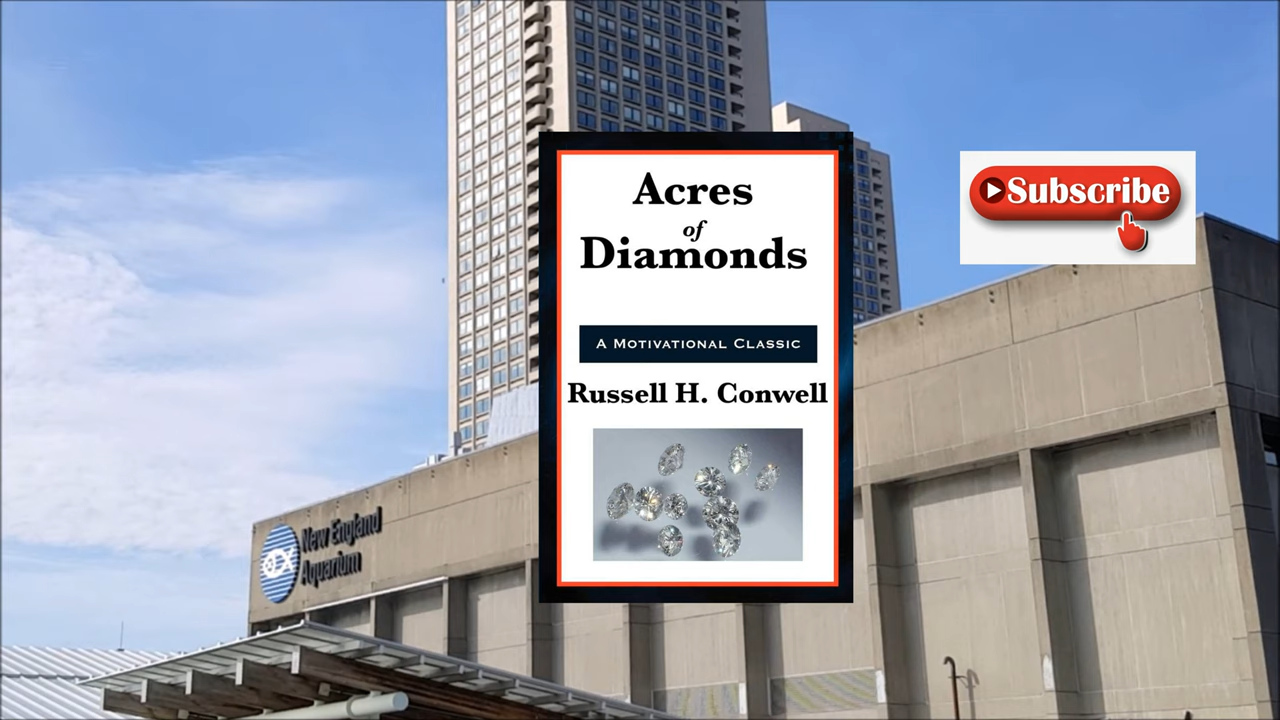 Acres
of
Diamonds
A Motivational Classic
Russell H. Conwell
Subscribe
New England
Aquarium